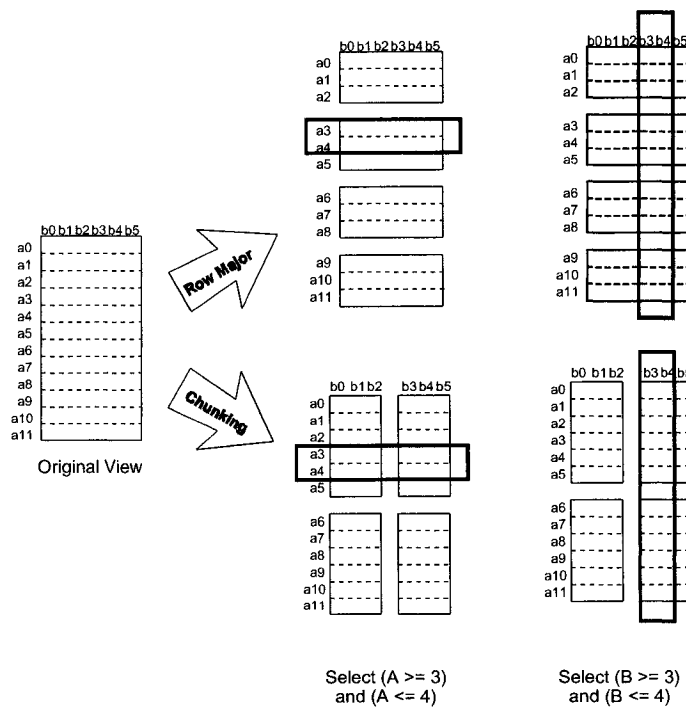 b0 b1 b2 b3 b4 b5
a0
a1
a2
a3
a4
a5
a6
a7
a8
a9
a10
a11
Original View
Row Major
Chunking
b0 b1 b2 b3 b4 b5
a0
a1
a2
a3
a4
a5
a6
a7
a8
a9
a10
a11
b0 b1 b2 b3 b4 b5
a0
a1
a2
a3
a4
a5
a6
a7
a8
a9
a10
a11
b0 b1 b2 b3 b4 b5
a0
a1
a2
a3
a4
a5
a6
a7
a8
a9
a10
a11
b0 b1 b2 b3 b4
a0
a1
a2
a3
a4
a5
a6
a7
a8
a9
a10
a11
Select (A >= 3)
and (A <= 4)
Select (B >= 3)
and (B <= 4)